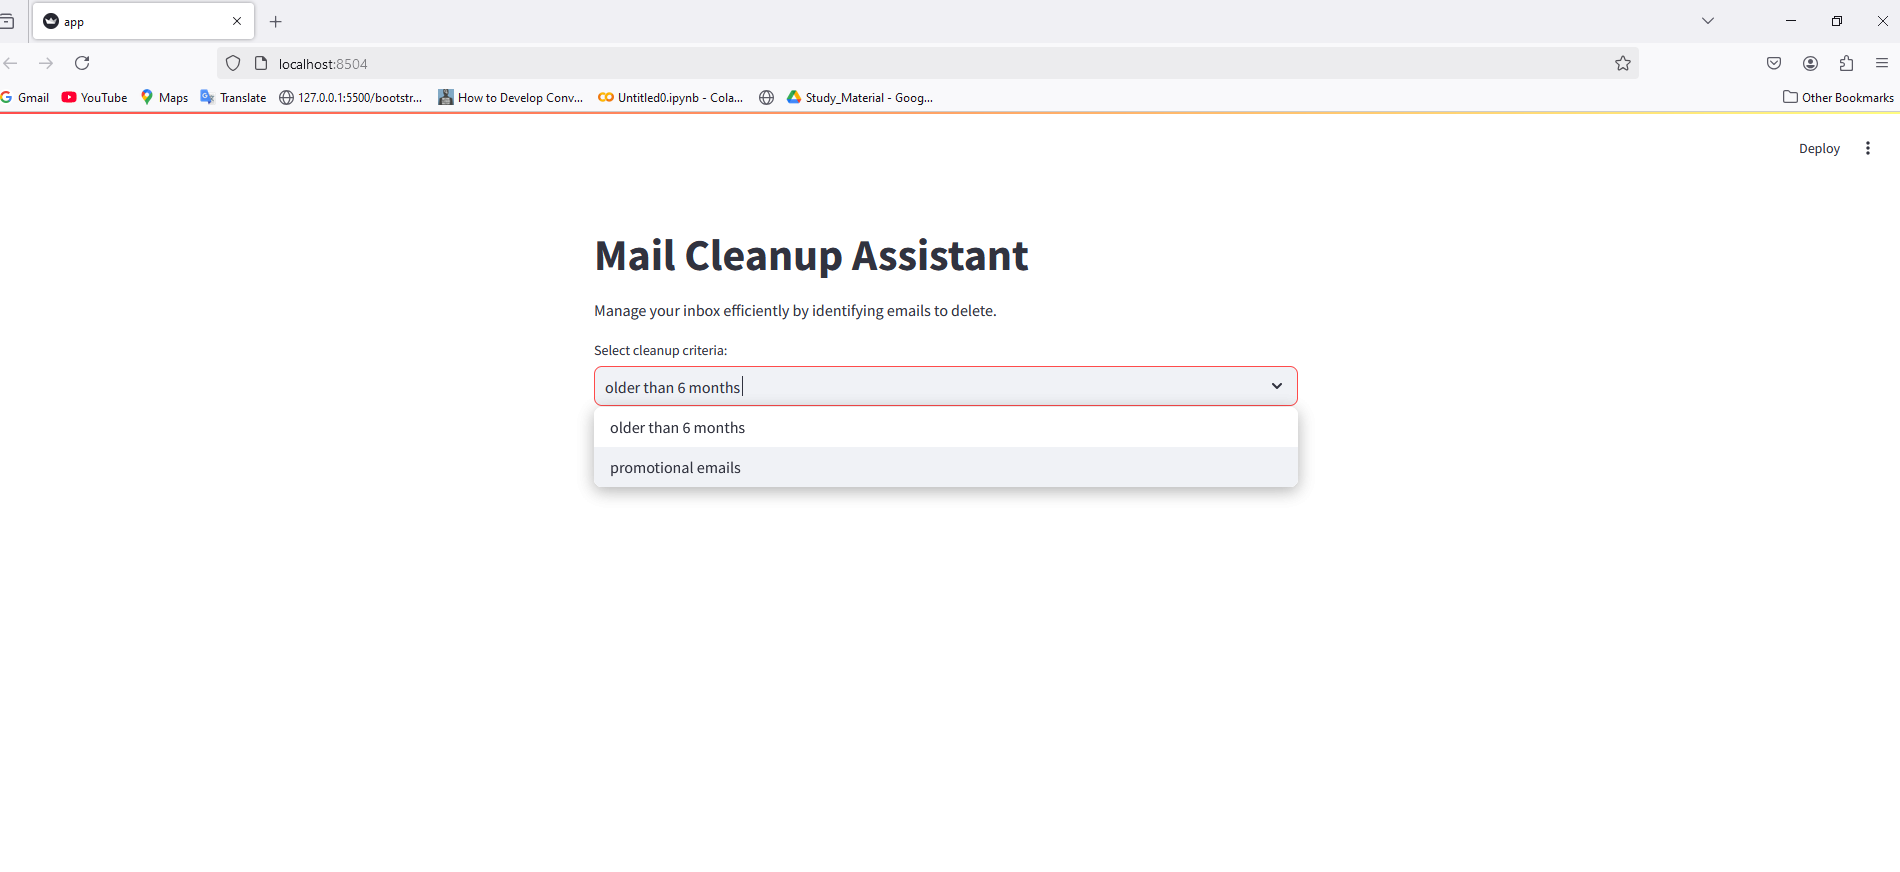 app
localhost:8504
Gmail YouTube Maps Translate 127.0.0.1:5500/bootstr... How to Develop Conv... Untitled0.ipynb - Cola... Study_Material - Goog... Other Bookmarks
Deploy
Mail Cleanup Assistant
Manage your inbox efficiently by identifying emails to delete.
Select cleanup criteria:
older than 6 months
older than 6 months
promotional emails